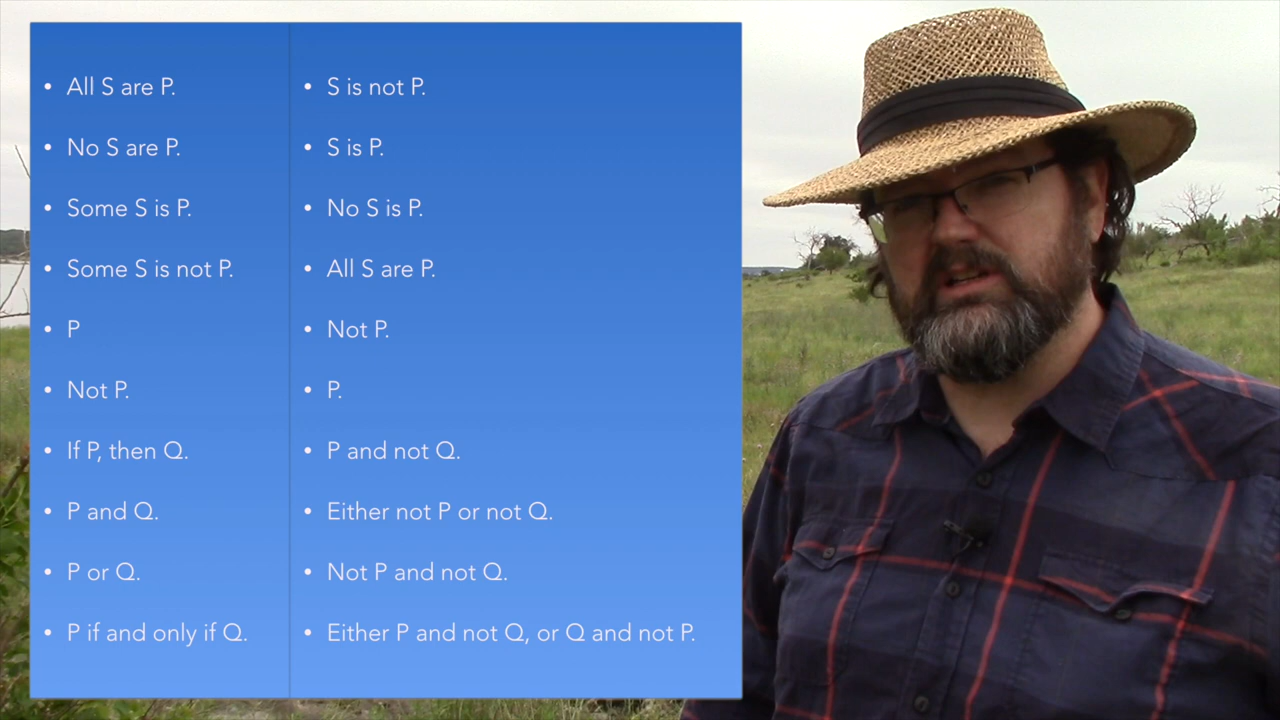 • All S are P.
• S is not P.
• No S are P.
• S is P.
• Some S is P.
• No S is P.
• Some S is not P.
• All S are P.
• P
• Not P.
• Not P.
• P.
• If P, then Q.
• P and not Q.
• P and Q.
• Either not P or not Q.
• P or Q.
• Not P and not Q.
• P if and only if Q.
• Either P and not Q, or Q and not P.